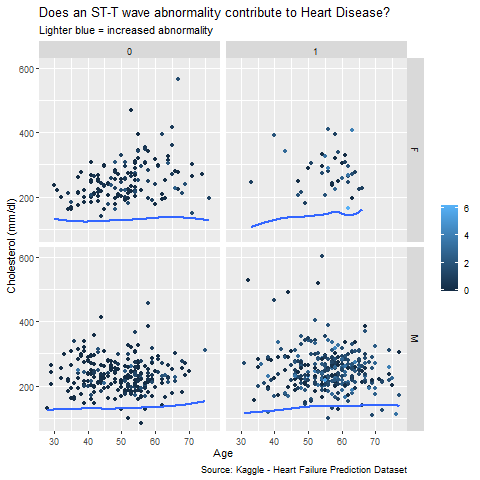 Does an ST-T wave abnormality contribute to Heart Disease?
Lighter blue = increased abnormality
0
1
600
400
200
F
600
400
200
M
Cholesterol (mm/dl)
6
4
2
0
30 40 50 60 70
30 40 50 60 70
Age
Source: Kaggle - Heart Failure Prediction Dataset